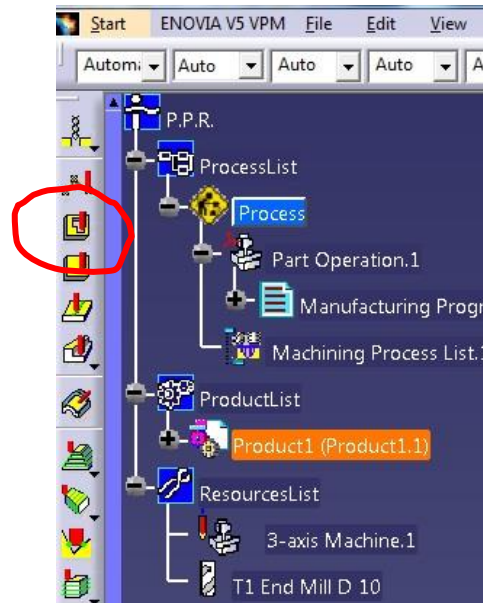 Start ENOVIA V5 VPM File Edit View
Autom Auto Auto Auto A
P.P.R.
ProcessList
Process
Part Operation.1
Manufacturing Progr
Machining Process List.1
ProductList
Product1 (Product1.1)
ResourcesList
3-axis Machine.1
T1 End Mill D 10